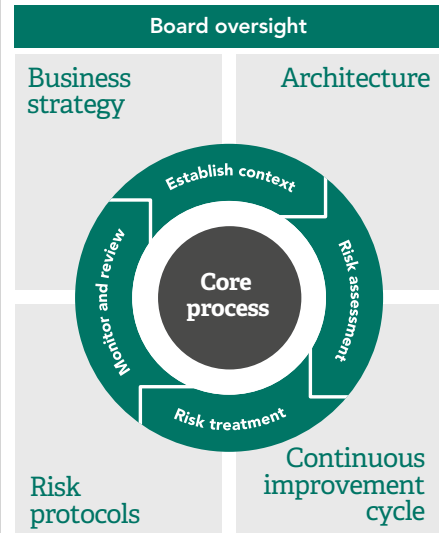 Board oversight
Business
strategy
Architecture
Establish context
Risk assessment
Risk treatment
Monitor and review
Core
process
Risk
protocols
Continuous
improvement
cycle